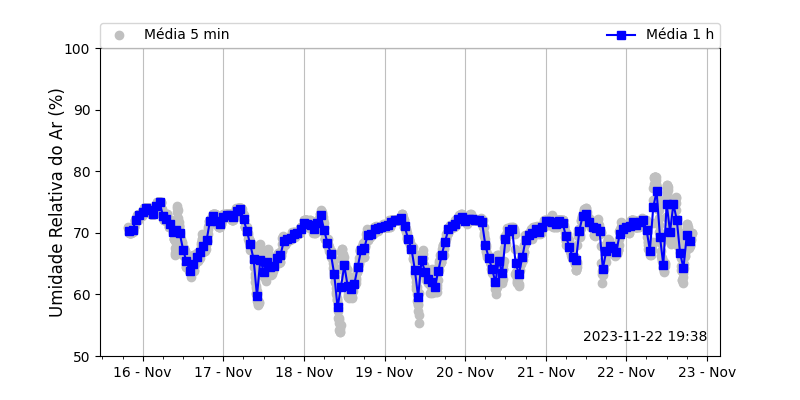 Média 5 min
Média 1 h
Umidade Relativa do Ar (%)
100
90
80
70
60
50
2023-11-22 19:38
16 - Nov
17 - Nov
18 - Nov
19 - Nov
20 - Nov
21 - Nov
22 - Nov
23 - Nov